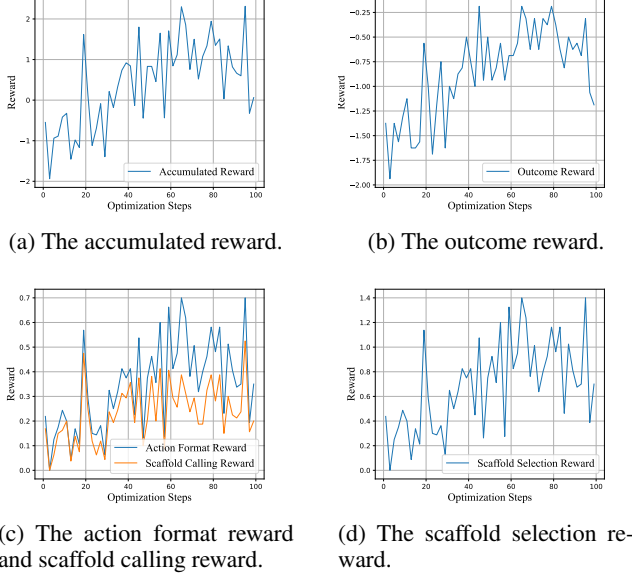 2
1
0
−1
−2
Reward
0 20 40 60 80 100
Optimization Steps
Accumulated Reward
(a) The accumulated reward.
−0.25
−0.50
−0.75
−1.00
−1.25
−1.50
−1.75
−2.00
Reward
0 20 40 60 80 100
Optimization Steps
Outcome Reward
(b) The outcome reward.
0.7
0.6
0.5
0.4
0.3
0.2
0.1
0.0
Reward
0 20 40 60 80 100
Optimization Steps
Action Format Reward
Scaffold Calling Reward
(c) The action format reward
and scaffold calling reward.
1.4
1.2
1.0
0.8
0.6
0.4
0.2
0.0
Reward
0 20 40 60 80 100
Optimization Steps
Scaffold Selection Reward
(d) The scaffold selection re-
ward.